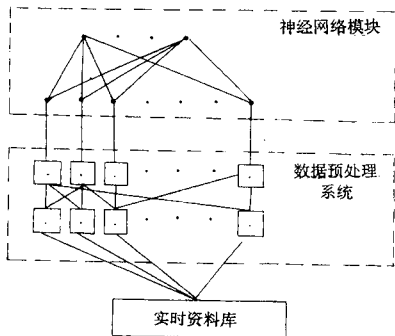 神经网络模块
数据预处理
系统
实时资料库